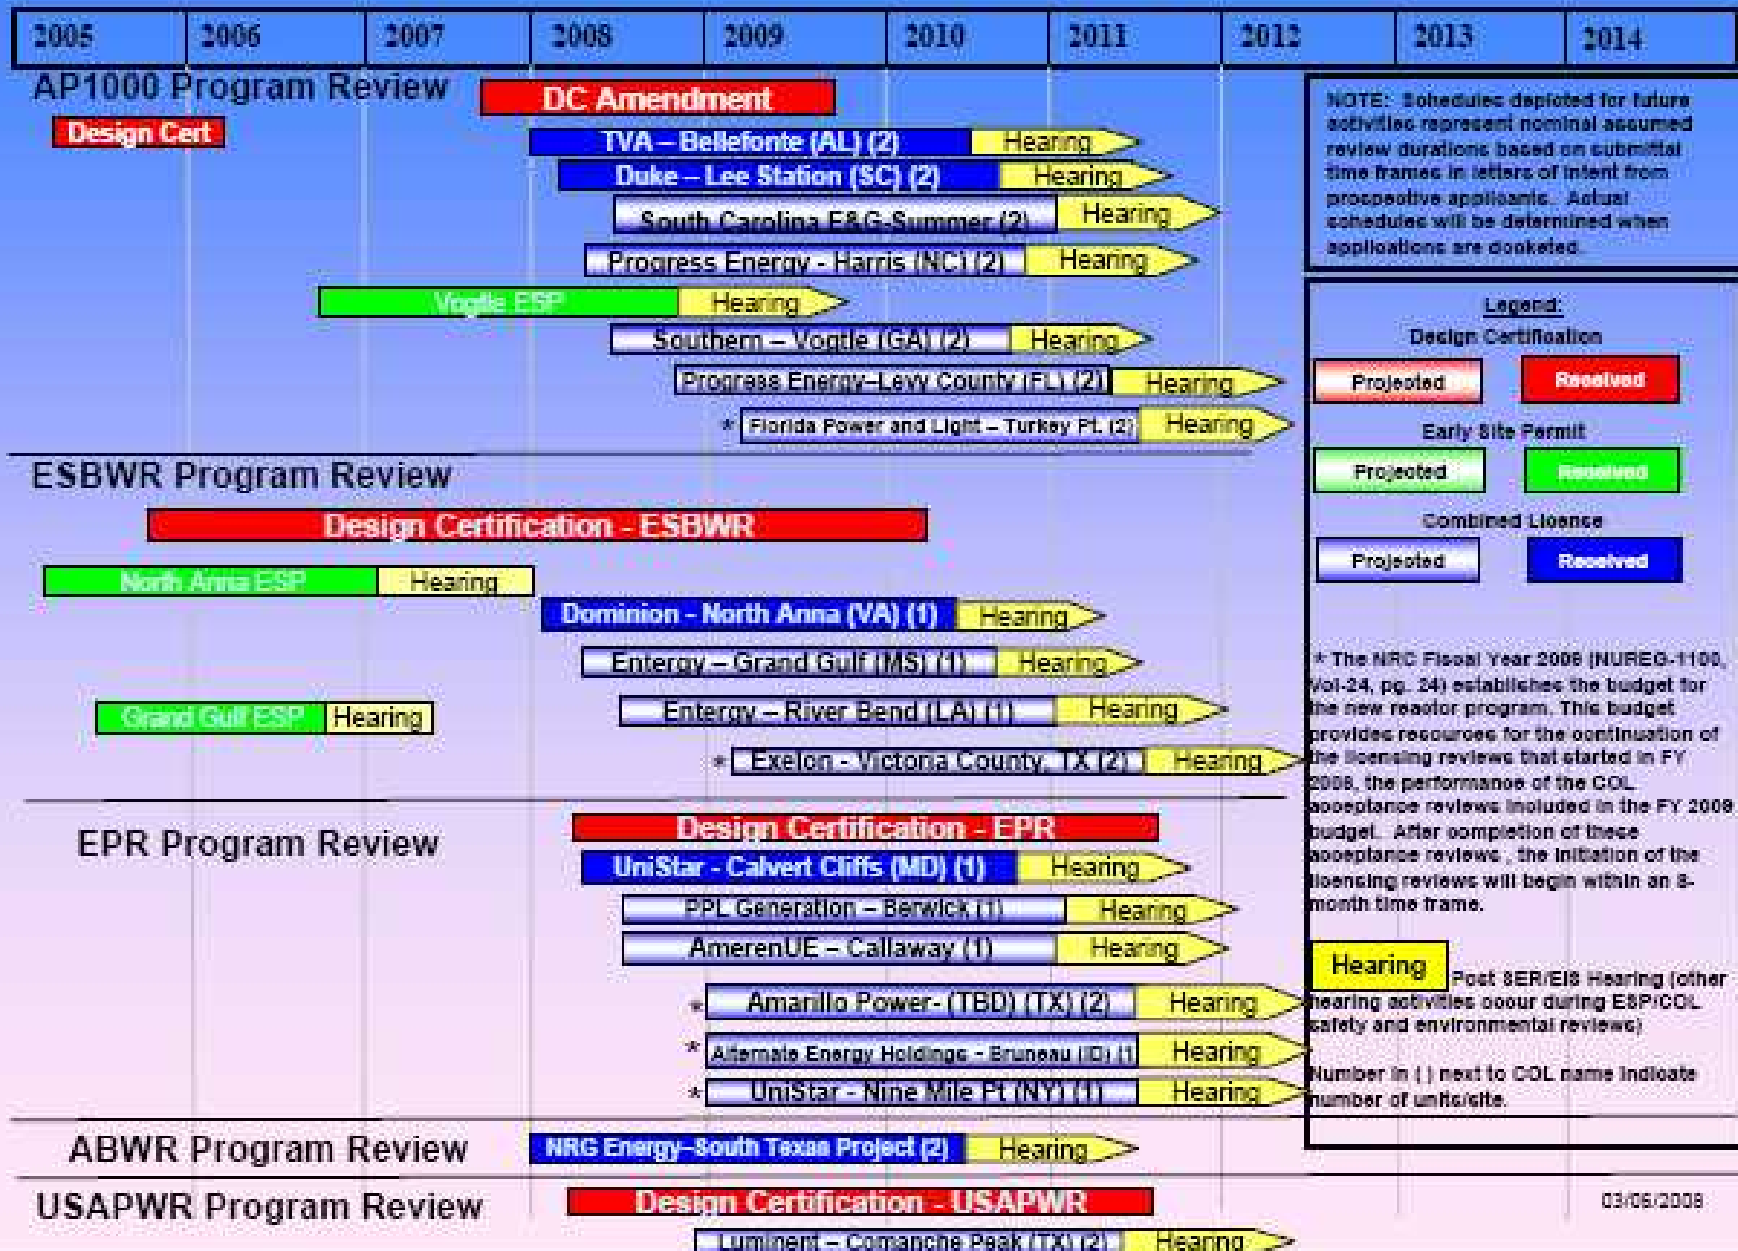 2005 2006 2007 2008 2009 2010 2011 2012 2013 2014
AP1000 Program Review
DC Amendment
Design Cert
TVA – Bellefonte (AL) (2) Hearing
Duke – Lee Station (SC) (2) Hearing
South Carolina E&G-Summer (2) Hearing
Progress Energy - Harris (NC) (2) Hearing
Vogtle ESP Hearing
Southern – Vogtle (GA) (2) Hearing
Progress Energy–Levy County (FL) (2) Hearing
* Florida Power and Light – Turkey Pt. (2) Hearing
ESBWR Program Review
Design Certification - ESBWR
North Anna ESP Hearing
Dominion - North Anna (VA) (1) Hearing
Entergy – Grand Gulf (MS) (1) Hearing
Grand Gulf ESP Hearing
Entergy – River Bend (LA) (1) Hearing
* Exelon - Victoria County, TX (2) Hearing
EPR Program Review
Design Certification - EPR
UniStar - Calvert Cliffs (MD) (1) Hearing
PPL Generation – Berwick (1) Hearing
AmerenUE – Callaway (1) Hearing
* Amarillo Power- (TBD) (TX) (2) Hearing
* Alternate Energy Holdings - Bruneau (ID) (1 Hearing
* UniStar - Nine Mile Pt (NY) (1) Hearing
ABWR Program Review
NRG Energy–South Texas Project (2) Hearing
USAPWR Program Review
Design Certification - USAPWR
Luminent – Comanche Peak (TX) (2) Hearing
NOTE: Schedules depicted for future
activities represent nominal assumed
review durations based on submittal
time frames in letters of intent from
prospective applicants. Actual
schedules will be determined when
applications are docketed.
Legend:
Design Certification
Projected Received
Early Site Permit
Projected Received
Combined License
Projected Received
* The NRC Fiscal Year 2009 (NUREG-1100,
Vol-24, pg. 24) establishes the budget for
the new reactor program. This budget
provides resources for the continuation of
the licensing reviews that started in FY
2008, the performance of the COL
acceptance reviews included in the FY 2009
budget. After completion of these
acceptance reviews , the initiation of the
licensing reviews will begin within an 8-
month time frame.
Hearing Post SER/EIS Hearing (other
hearing activities occur during ESP/COL
safety and environmental reviews)
Number in ( ) next to COL name indicate
number of units/site.
03/06/2008